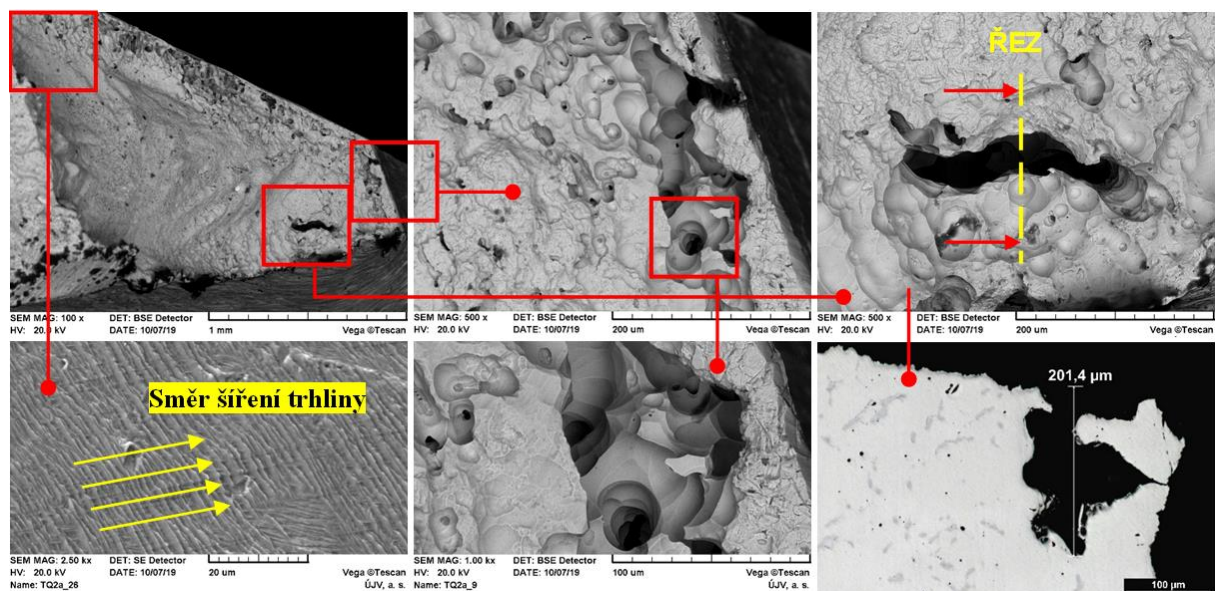 ŘEZ
SEM MAG: 100 x DET: BSE Detector
HV: 20.0 kV DATE: 10/07/19 1 mm Vega ©Tescan
SEM MAG: 500 x DET: BSE Detector
HV: 20.0 kV DATE: 10/07/19 200 um Vega ©Tescan
SEM MAG: 500 x DET: BSE Detector
HV: 20.0 kV DATE: 10/07/19 200 um Vega ©Tescan
Směr šíření trhliny
SEM MAG: 2.50 kx DET: SE Detector
HV: 20.0 kV DATE: 10/07/19 20 um Vega ©Tescan
Name: TQ2a_26 ÚJV, a. s.
SEM MAG: 1.00 kx DET: BSE Detector
HV: 20.0 kV DATE: 10/07/19 100 um Vega ©Tescan
Name: TQ2a_9 ÚJV, a. s.
201,4 µm
100 µm